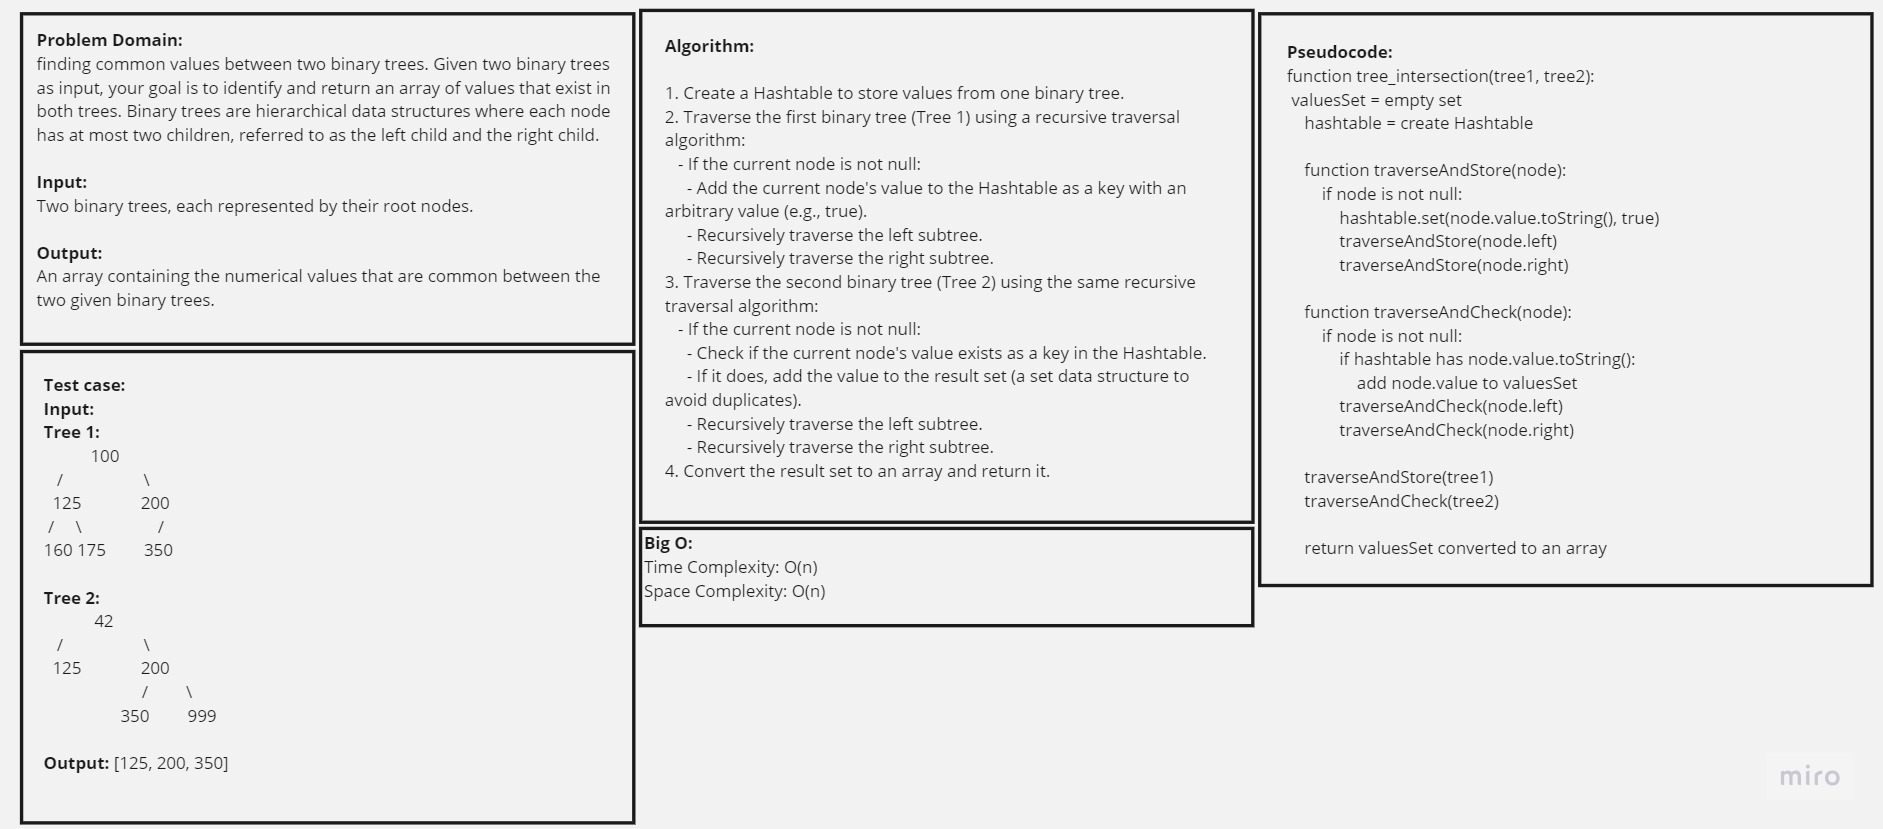 Problem Domain:
finding common values between two binary trees. Given two binary trees
as input, your goal is to identify and return an array of values that exist in
both trees. Binary trees are hierarchical data structures where each node
has at most two children, referred to as the left child and the right child.
Input:
Two binary trees, each represented by their root nodes.
Output:
An array containing the numerical values that are common between the
two given binary trees.
Test case:
Input:
Tree 1:
100
/ \
125 200
/ \ /
160 175 350
Tree 2:
42
/ \
125 200
/ \
350 999
Output: [125, 200, 350]
Algorithm:
1. Create a Hashtable to store values from one binary tree.
2. Traverse the first binary tree (Tree 1) using a recursive traversal
algorithm:
- If the current node is not null:
- Add the current node's value to the Hashtable as a key with an
arbitrary value (e.g., true).
- Recursively traverse the left subtree.
- Recursively traverse the right subtree.
3. Traverse the second binary tree (Tree 2) using the same recursive
traversal algorithm:
- If the current node is not null:
- Check if the current node's value exists as a key in the Hashtable.
- If it does, add the value to the result set (a set data structure to
avoid duplicates).
- Recursively traverse the left subtree.
- Recursively traverse the right subtree.
4. Convert the result set to an array and return it.
Big O:
Time Complexity: O(n)
Space Complexity: O(n)
Pseudocode:
function tree_intersection(tree1, tree2):
valuesSet = empty set
hashtable = create Hashtable
function traverseAndStore(node):
if node is not null:
hashtable.set(node.value.toString(), true)
traverseAndStore(node.left)
traverseAndStore(node.right)
function traverseAndCheck(node):
if node is not null:
if hashtable has node.value.toString():
add node.value to valuesSet
traverseAndCheck(node.left)
traverseAndCheck(node.right)
traverseAndStore(tree1)
traverseAndCheck(tree2)
return valuesSet converted to an array
miro